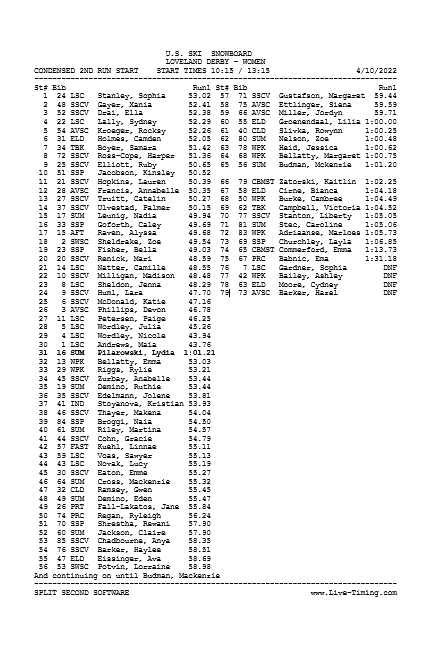 U.S. SKI SNOWBOARD
LOVELAND DERBY - WOMEN
CONDENSED 2ND RUN START START TIMES 10:15 / 13:15 4/10/2022
St# Bib Run1 St# Bib Run1
1 24 LSC Stanley, Sophia 53.02 57 71 SSCV Gustafson, Margaret 59.44
2 48 SSCV Gayer, Xania 52.41 58 75 AVSC Ettlinger, Siena 59.59
3 52 SSCV Drai, Ella 52.38 59 66 AVSC Miller, Jordyn 59.71
4 22 LSC Lally, Sydney 52.29 60 55 ELD Groenendaal, Lilia 1:00.00
5 54 AVSC Kroeger, Rocksy 52.26 61 40 CLD Slivka, Rowynn 1:00.25
6 31 ELD Holmes, Camden 52.05 62 80 SUM Nelson, Zoe 1:00.48
7 34 TBK Boyer, Samara 51.42 63 78 WPK Heid, Jessica 1:00.62
8 72 SSCV Ross-Cope, Harper 51.36 64 68 WPK Bellatty, Margaret 1:00.75
9 25 SSCV Elliott, Ruby 50.65 65 56 SUM Budman, Mckenzie 1:01.20
10 51 SSP Jacobson, Kinsley 50.52
11 21 SSCV Hopkins, Lauren 50.39 66 79 CBMST Zatorski, Kaitlin 1:02.25
12 28 AVSC Francis, Annabelle 50.35 67 58 ELD Cirne, Bianca 1:04.18
13 27 SSCV Truitt, Catelin 50.27 68 50 WPK Burke, Cambree 1:04.49
14 37 SSCV Ulvestad, Palmer 50.15 69 62 TBK Campbell, Victoria 1:04.52
15 17 SUM Leunig, Nadia 49.94 70 77 SSCV Stanton, Liberty 1:05.05
16 33 SSP Goforth, Caley 49.69 71 81 SUM Stec, Caroline 1:05.06
17 15 AFT Raven, Alyssa 49.68 72 83 WPK Adriaanse, Marloes 1:05.73
18 2 SWSC Sheldrake, Zoe 49.54 73 69 SSP Churchley, Layla 1:06.85
19 23 SSP Fisher, Bella 49.03 74 65 CBMST Commerford, Emma 1:13.73
20 20 SSCV Renick, Mari 48.59 75 67 PRC Babnic, Ema 1:31.18
21 14 LSC Natter, Camille 48.55 76 7 LSC Gardner, Sophia DNF
22 10 SSCV Milligan, Madison 48.48 77 42 WPK Bailey, Ashley DNF
23 8 LSC Sheldon, Jenna 48.29 78 63 ELD Moore, Cydney DNF
24 9 SSCV Huml, Lara 47.70 79 73 AVSC Barker, Hazel DNF
25 6 SSCV McDonald, Katie 47.16
26 3 AVSC Phillips, Devon 46.78
27 11 LSC Petersen, Paige 46.25
28 5 LSC Wordley, Julia 45.26
29 4 LSC Wordley, Nicole 43.94
30 1 LSC Andrews, Maia 43.76
31 16 SUM Pilarowski, Lydia 1:01.21
32 13 WPK Bellatty, Emma 53.03
33 29 WPK Riggs, Rylie 53.21
34 45 SSCV Zurbay, Anabelle 53.44
35 19 SUM Demino, Ruthie 53.44
36 35 SSCV Edelmann, Jolene 53.81
37 41 IND Stoyanova, Kristian 53.93
38 46 SSCV Thayer, Makena 54.04
39 84 SSP Broggi, Naia 54.50
40 61 SUM Riley, Martina 54.57
41 44 SSCV Cohn, Gracie 54.79
42 57 FAST Kuehl, Linnae 55.11
43 59 LSC Voas, Sawyer 55.13
44 43 LSC Novak, Lucy 55.19
45 30 SSCV Eaton, Emma 55.27
46 64 SUM Cross, Mackenzie 55.32
47 32 CLD Ramsey, Gwen 55.45
48 49 SUM Demino, Eden 55.47
49 26 PRT Fall-Lakatos, Jane 55.84
50 74 PRC Regan, Ryleigh 56.24
51 70 SSP Shrestha, Rewani 57.90
52 60 SUM Jackson, Claire 57.90
53 85 SSCV Chadbourne, Anya 58.35
54 76 SSCV Barker, Haylee 58.51
55 47 ELD Eissinger, Ava 58.69
56 53 SWSC Potvin, Lorraine 58.98
And continuing on until Budman, Mackenzie
SPLIT SECOND SOFTWARE www.Live-Timing.com